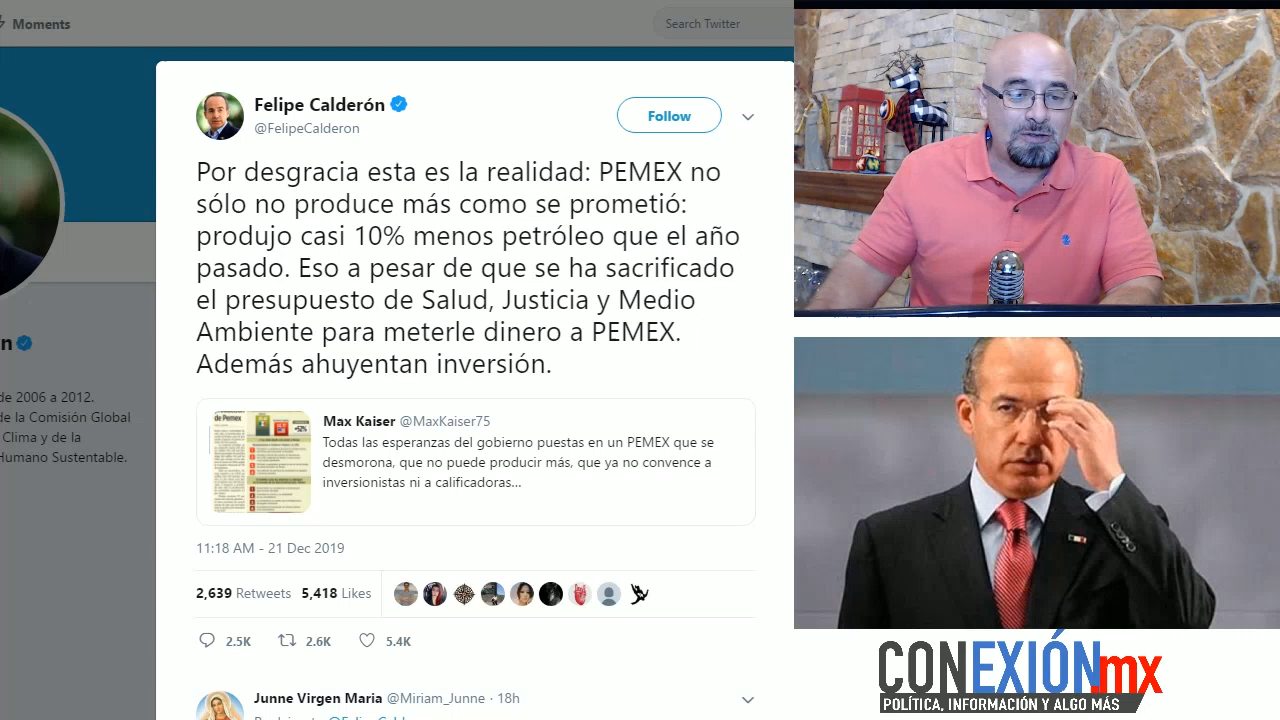 Moments
Search Twitter
Felipe Calderón
@FelipeCalderon
Follow
Por desgracia esta es la realidad: PEMEX no
sólo no produce más como se prometió:
produjo casi 10% menos petróleo que el año
pasado. Eso a pesar de que se ha sacrificado
el presupuesto de Salud, Justicia y Medio
Ambiente para meterle dinero a PEMEX.
Además ahuyentan inversión.
n
de 2006 a 2012.
de la Comisión Global
Clima y de la
Humano Sustentable.
de Pemex
Max Kaiser @MaxKaiser75
Todas las esperanzas del gobierno puestas en un PEMEX que se
desmorona, que no puede producir más, que ya no convence a
inversionistas ni a calificadoras...
11:18 AM - 21 Dec 2019
2,639 Retweets 5,418 Likes
2.5K 2.6K 5.4K
Junne Virgen Maria @Miriam_Junne · 18h
CONEXIÓN.mx
POLÍTICA, INFORMACIÓN Y ALGO MÁS